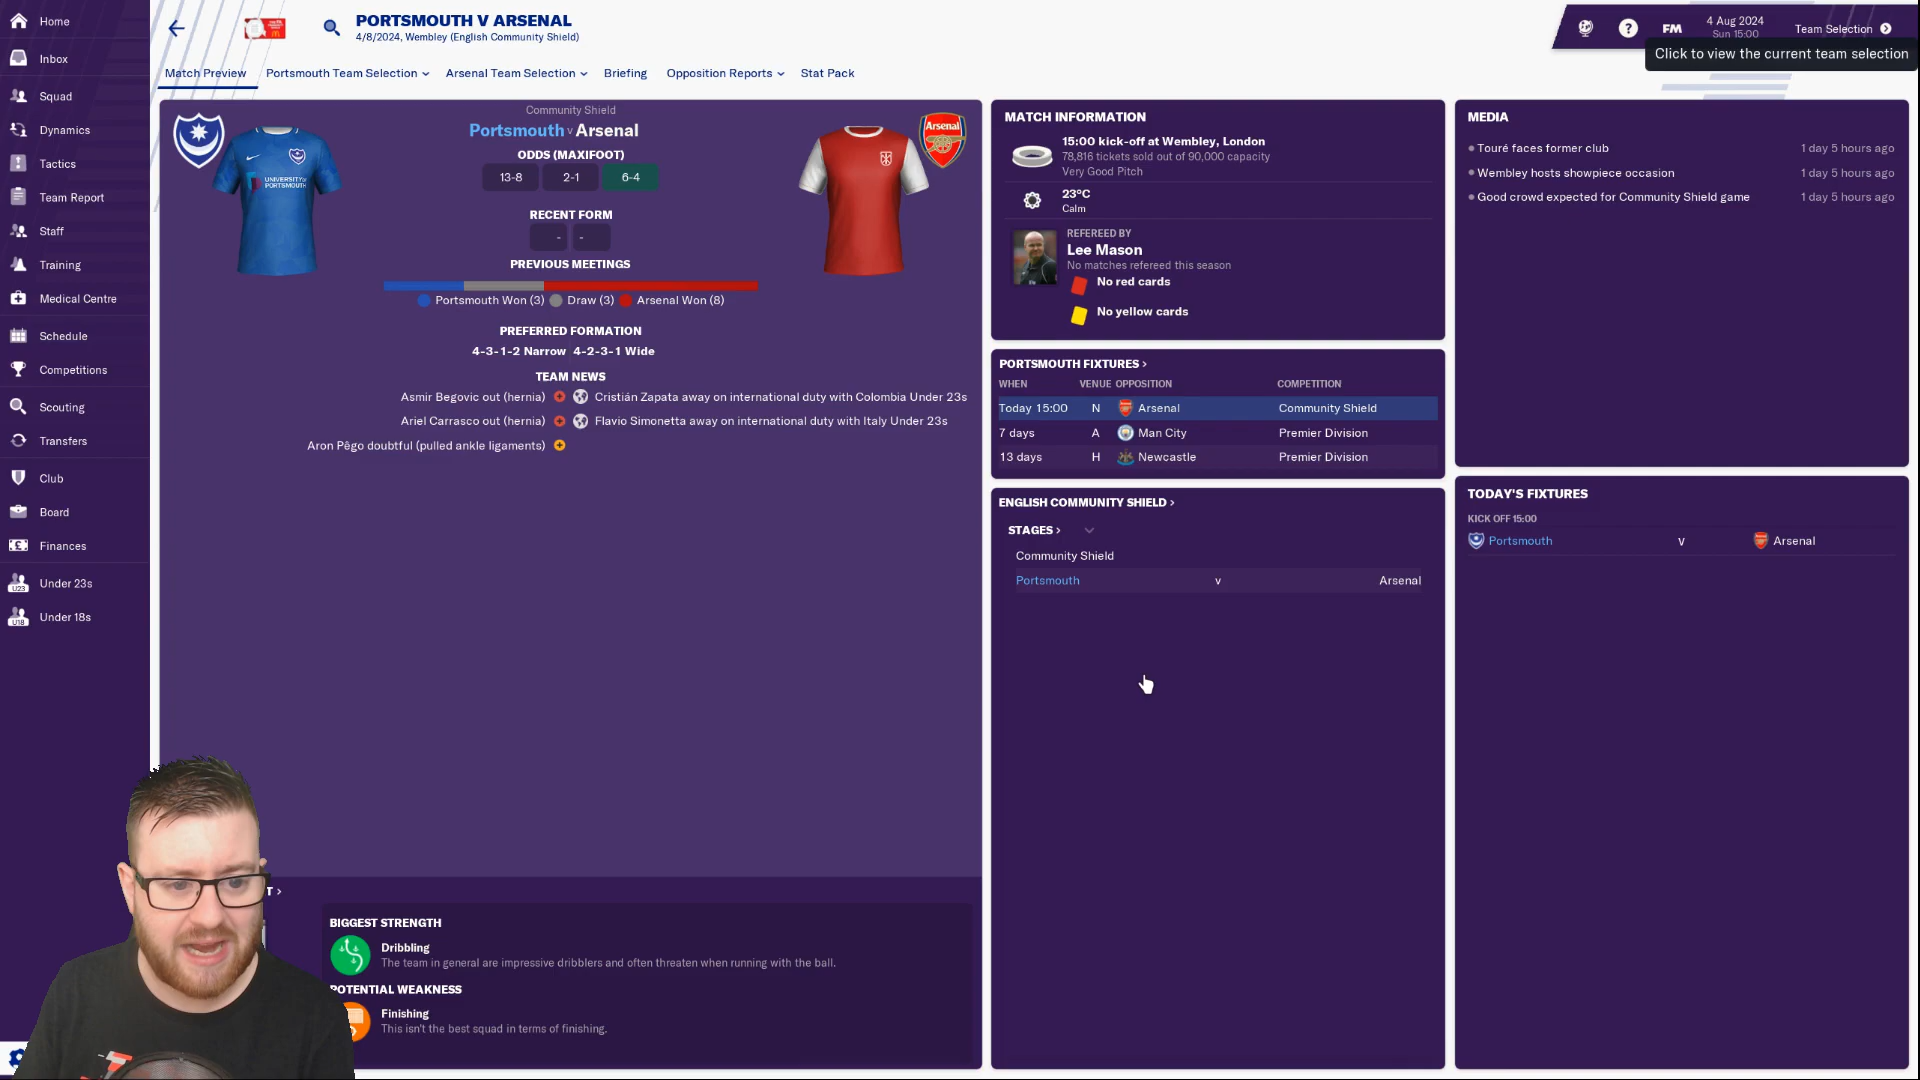 Home
Inbox
Squad
Dynamics
Tactics
Team Report
Staff
Training
Medical Centre
Schedule
Competitions
Scouting
Transfers
Club
Board
Finances
U23 Under 23s
U18 Under 18s
PORTSMOUTH V ARSENAL
4/8/2024, Wembley (English Community Shield)
FM
4 Aug 2024
Sun 15:00
Team Selection
Click to view the current team selection
Match Preview Portsmouth Team Selection Arsenal Team Selection Briefing Opposition Reports Stat Pack
Community Shield
Portsmouth v Arsenal
ODDS (MAXIFOOT)
13-8 2-1 6-4
RECENT FORM
- -
PREVIOUS MEETINGS
Portsmouth Won (3) Draw (3) Arsenal Won (8)
PREFERRED FORMATION
4-3-1-2 Narrow 4-2-3-1 Wide
TEAM NEWS
Asmir Begovic out (hernia) Cristián Zapata away on international duty with Colombia Under 23s
Ariel Carrasco out (hernia) Flavio Simonetta away on international duty with Italy Under 23s
Aron Pêgo doubtful (pulled ankle ligaments)
UNIVERSITY OF
PORTSMOUTH
Arsenal
T >
BIGGEST STRENGTH
Dribbling
The team in general are impressive dribblers and often threaten when running with the ball.
POTENTIAL WEAKNESS
Finishing
This isn't the best squad in terms of finishing.
MATCH INFORMATION
15:00 kick-off at Wembley, London
78,816 tickets sold out of 90,000 capacity
Very Good Pitch
23°C
Calm
REFEREED BY
Lee Mason
No matches refereed this season
No red cards
No yellow cards
PORTSMOUTH FIXTURES >
WHEN VENUE OPPOSITION COMPETITION
Today 15:00 N Arsenal Community Shield
7 days A Man City Premier Division
13 days H Newcastle Premier Division
ENGLISH COMMUNITY SHIELD >
STAGES >
Community Shield
Portsmouth v Arsenal
MEDIA
Touré faces former club 1 day 5 hours ago
Wembley hosts showpiece occasion 1 day 5 hours ago
Good crowd expected for Community Shield game 1 day 5 hours ago
TODAY'S FIXTURES
KICK OFF 15:00
Portsmouth v Arsenal